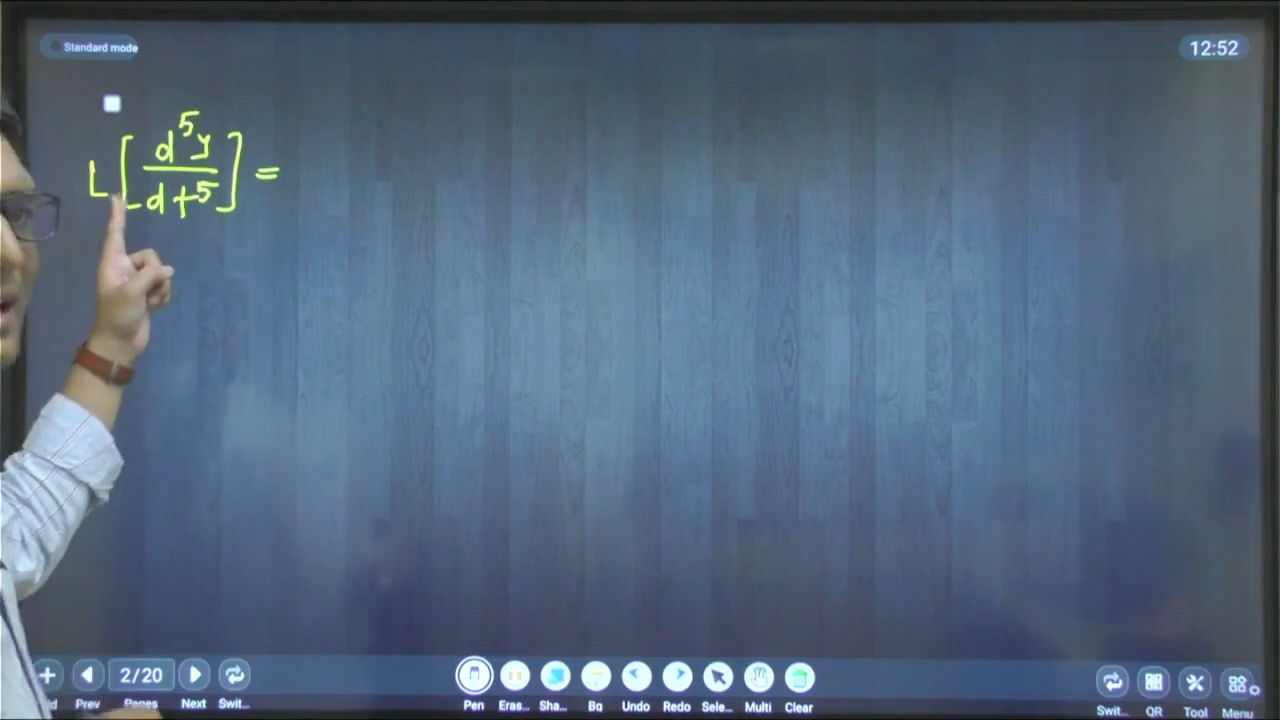 Standard mode
12:52
L[d⁵y/dt⁵] =
Prev 2/20 Pages Next Swit...
Pen Eras... Sha... Bg Undo Redo Sele... Multi Clear
Swit... QR Tool Menu